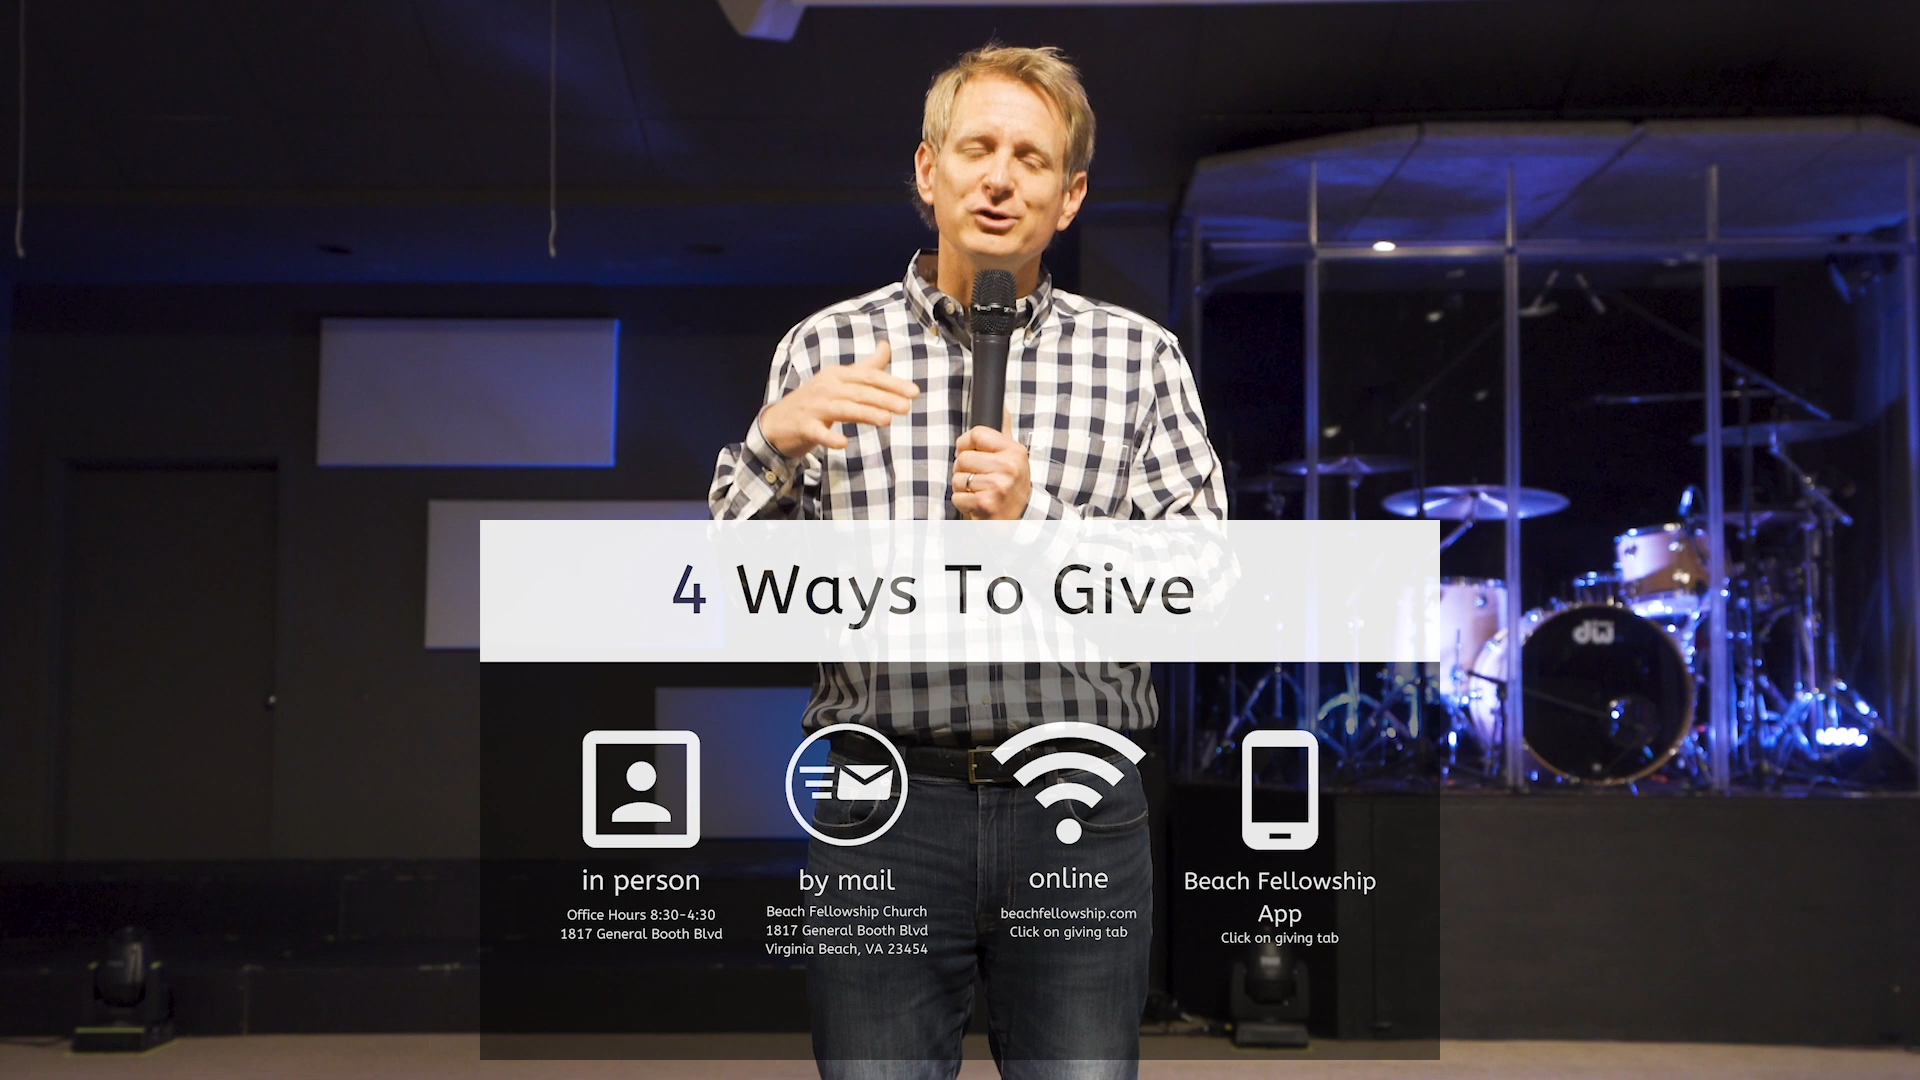 4 Ways To Give
in person
Office Hours 8:30-4:30
1817 General Booth Blvd
by mail
Beach Fellowship Church
1817 General Booth Blvd
Virginia Beach, VA 23454
online
beachfellowship.com
Click on giving tab
Beach Fellowship
App
Click on giving tab
dw